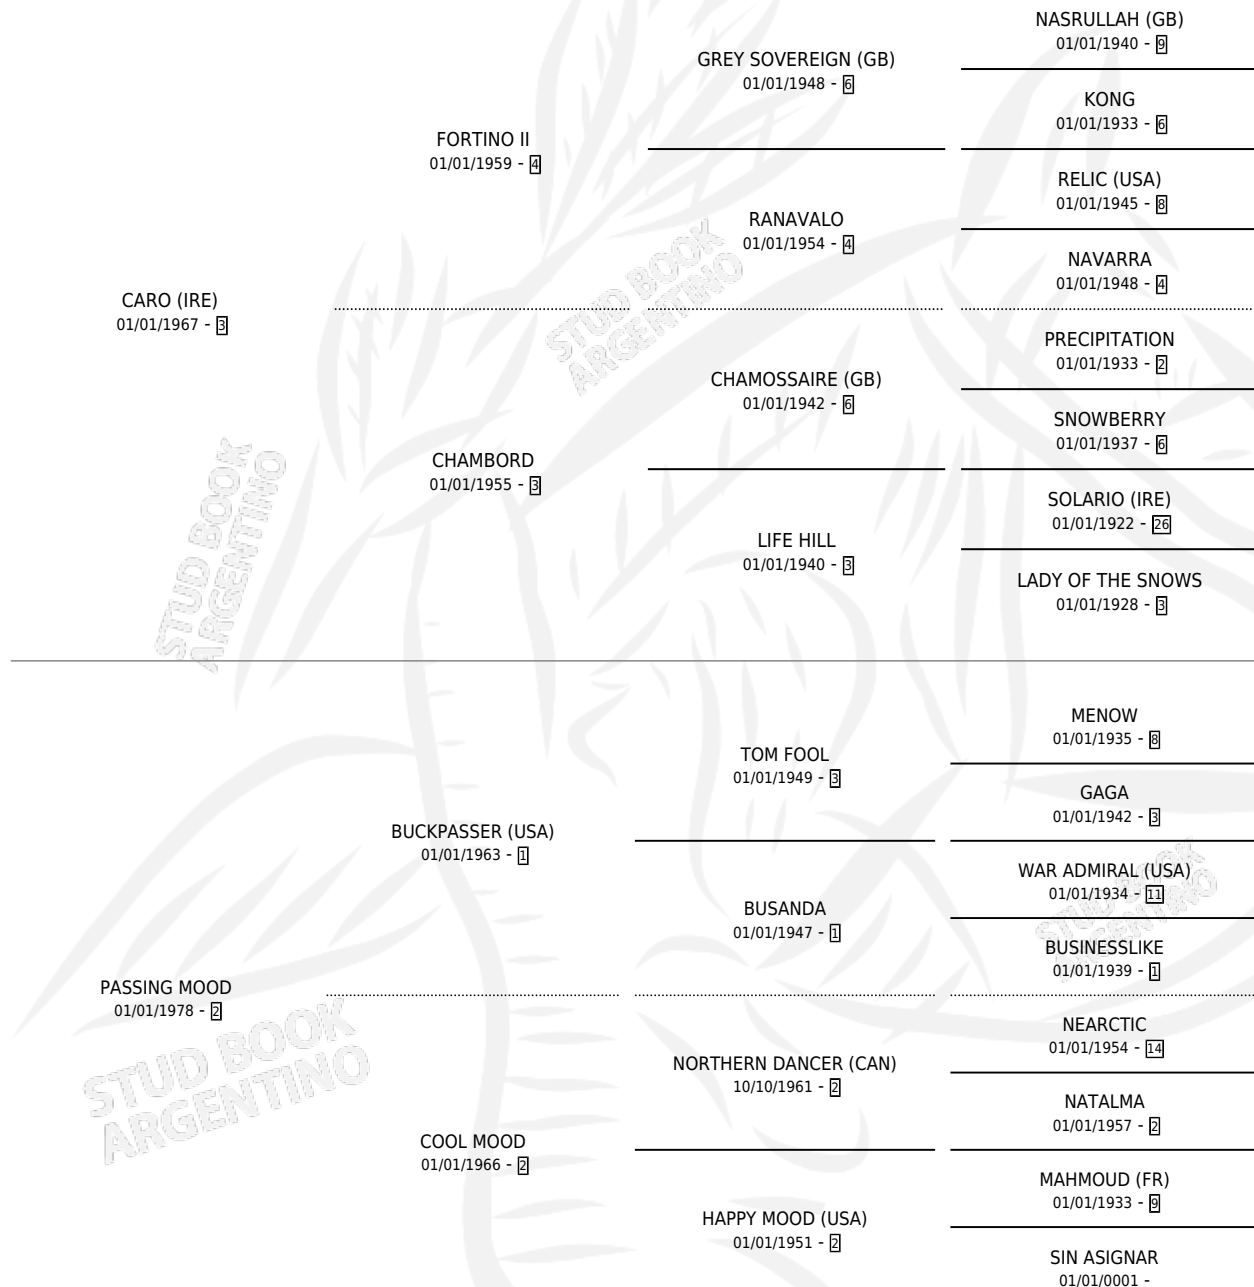 NASRULLAH (GB)
01/01/1940 - 9
GREY SOVEREIGN (GB)
01/01/1948 - 6
KONG
01/01/1933 - 6
FORTINO II
01/01/1959 - 4
RELIC (USA)
01/01/1945 - 8
RANAVALO
01/01/1954 - 4
NAVARRA
01/01/1948 - 4
CARO (IRE)
01/01/1967 - 3
PRECIPITATION
01/01/1933 - 2
CHAMOSSAIRE (GB)
01/01/1942 - 6
SNOWBERRY
01/01/1937 - 6
CHAMBORD
01/01/1955 - 3
SOLARIO (IRE)
01/01/1922 - 26
LIFE HILL
01/01/1940 - 3
LADY OF THE SNOWS
01/01/1928 - 3
MENOW
01/01/1935 - 8
TOM FOOL
01/01/1949 - 3
GAGA
01/01/1942 - 3
BUCKPASSER (USA)
01/01/1963 - 1
WAR ADMIRAL (USA)
01/01/1934 - 11
BUSANDA
01/01/1947 - 1
BUSINESSLIKE
01/01/1939 - 1
PASSING MOOD
01/01/1978 - 2
NEARCTIC
01/01/1954 - 14
NORTHERN DANCER (CAN)
10/10/1961 - 2
NATALMA
01/01/1957 - 2
COOL MOOD
01/01/1966 - 2
MAHMOUD (FR)
01/01/1933 - 9
HAPPY MOOD (USA)
01/01/1951 - 2
SIN ASIGNAR
01/01/0001 -
STUD BOOK
ARGENTINO
STUD BOOK
ARGENTINO
STUD BOOK
ARGENTINO
STUD BOOK
ARGENTINO